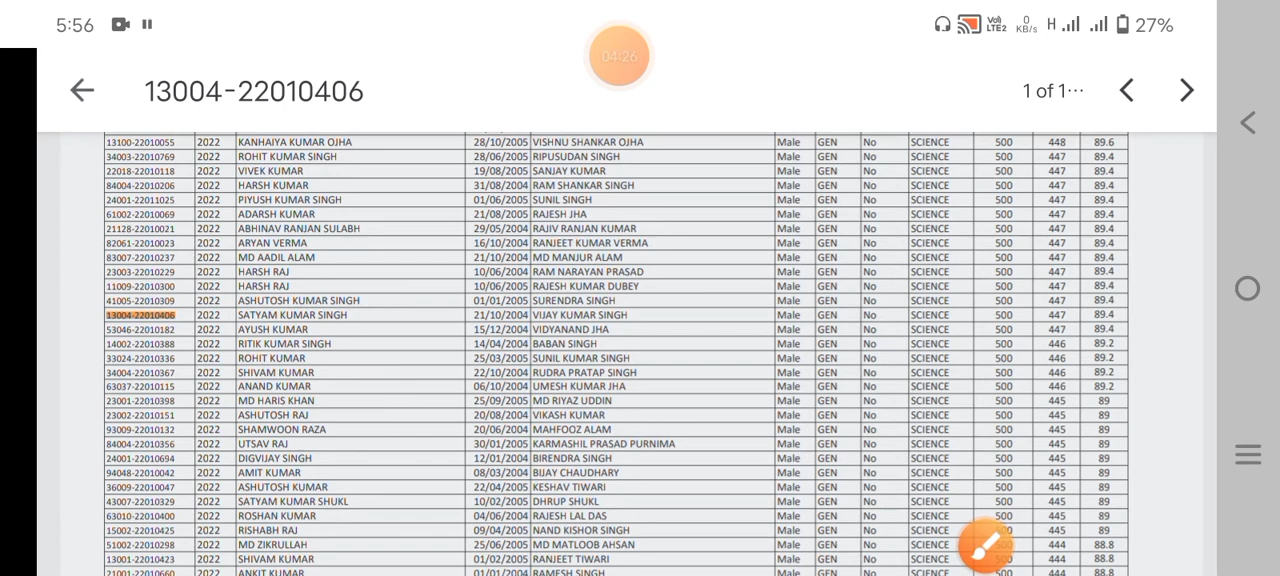 5:56 Vo) LTE2 0 KB/s H 27%
04:26
13004-22010406 1 of 1···
13100-22010055 2022 KANHAIYA KUMAR OJHA 28/10/2005 VISHNU SHANKAR OJHA Male GEN No SCIENCE 500 448 89.6
34003-22010769 2022 ROHIT KUMAR SINGH 28/06/2005 RIPUSUDAN SINGH Male GEN No SCIENCE 500 447 89.4
22018-22010118 2022 VIVEK KUMAR 19/08/2005 SANJAY KUMAR Male GEN No SCIENCE 500 447 89.4
84004-22010206 2022 HARSH KUMAR 31/08/2004 RAM SHANKAR SINGH Male GEN No SCIENCE 500 447 89.4
24001-22011025 2022 PIYUSH KUMAR SINGH 01/06/2005 SUNIL SINGH Male GEN No SCIENCE 500 447 89.4
61002-22010069 2022 ADARSH KUMAR 21/08/2005 RAJESH JHA Male GEN No SCIENCE 500 447 89.4
21128-22010021 2022 ABHINAV RANJAN SULABH 29/05/2004 RAJIV RANJAN KUMAR Male GEN No SCIENCE 500 447 89.4
82061-22010023 2022 ARYAN VERMA 16/10/2004 RANJEET KUMAR VERMA Male GEN No SCIENCE 500 447 89.4
83007-22010237 2022 MD AADIL ALAM 21/10/2004 MD MANJUR ALAM Male GEN No SCIENCE 500 447 89.4
23003-22010229 2022 HARSH RAJ 10/06/2004 RAM NARAYAN PRASAD Male GEN No SCIENCE 500 447 89.4
11009-22010300 2022 HARSH RAJ 10/06/2005 RAJESH KUMAR DUBEY Male GEN No SCIENCE 500 447 89.4
41005-22010309 2022 ASHUTOSH KUMAR SINGH 01/01/2005 SURENDRA SINGH Male GEN No SCIENCE 500 447 89.4
13004-22010406 2022 SATYAM KUMAR SINGH 21/10/2004 VIJAY KUMAR SINGH Male GEN No SCIENCE 500 447 89.4
53046-22010182 2022 AYUSH KUMAR 15/12/2004 VIDYANAND JHA Male GEN No SCIENCE 500 447 89.4
14002-22010388 2022 RITIK KUMAR SINGH 14/04/2004 BABAN SINGH Male GEN No SCIENCE 500 446 89.2
33024-22010336 2022 ROHIT KUMAR 25/03/2005 SUNIL KUMAR SINGH Male GEN No SCIENCE 500 446 89.2
34004-22010367 2022 SHIVAM KUMAR 22/10/2004 RUDRA PRATAP SINGH Male GEN No SCIENCE 500 446 89.2
63037-22010115 2022 ANAND KUMAR 06/10/2004 UMESH KUMAR JHA Male GEN No SCIENCE 500 446 89.2
23001-22010398 2022 MD HARIS KHAN 25/09/2005 MD RIYAZ UDDIN Male GEN No SCIENCE 500 445 89
23002-22010151 2022 ASHUTOSH RAJ 20/08/2004 VIKASH KUMAR Male GEN No SCIENCE 500 445 89
93009-22010132 2022 SHAMWOON RAZA 20/06/2004 MAHFOOZ ALAM Male GEN No SCIENCE 500 445 89
84004-22010356 2022 UTSAV RAJ 30/01/2005 KARMASHIL PRASAD PURNIMA Male GEN No SCIENCE 500 445 89
24001-22010694 2022 DIGVIJAY SINGH 12/01/2004 BIRENDRA SINGH Male GEN No SCIENCE 500 445 89
94048-22010042 2022 AMIT KUMAR 08/03/2004 BIJAY CHAUDHARY Male GEN No SCIENCE 500 445 89
36009-22010047 2022 ASHUTOSH KUMAR 22/04/2005 KESHAV TIWARI Male GEN No SCIENCE 500 445 89
43007-22010329 2022 SATYAM KUMAR SHUKL 10/02/2005 DHRUP SHUKL Male GEN No SCIENCE 500 445 89
63010-22010400 2022 ROSHAN KUMAR 04/06/2004 RAJESH LAL DAS Male GEN No SCIENCE 500 445 89
15002-22010425 2022 RISHABH RAJ 09/04/2005 NAND KISHOR SINGH Male GEN No SCIENCE 445 89
51002-22010298 2022 MD ZIKRULLAH 25/06/2005 MD MATLOOB AHSAN Male GEN No SCIENCE 444 88.8
13001-22010423 2022 SHIVAM KUMAR 01/02/2005 RANJEET TIWARI Male GEN No SCIENCE 444 88.8
21001-22010660 2022 ANKIT KUMAR 01/01/2004 RAMESH SINGH Male GEN No SCIENCE 500 444 88.8